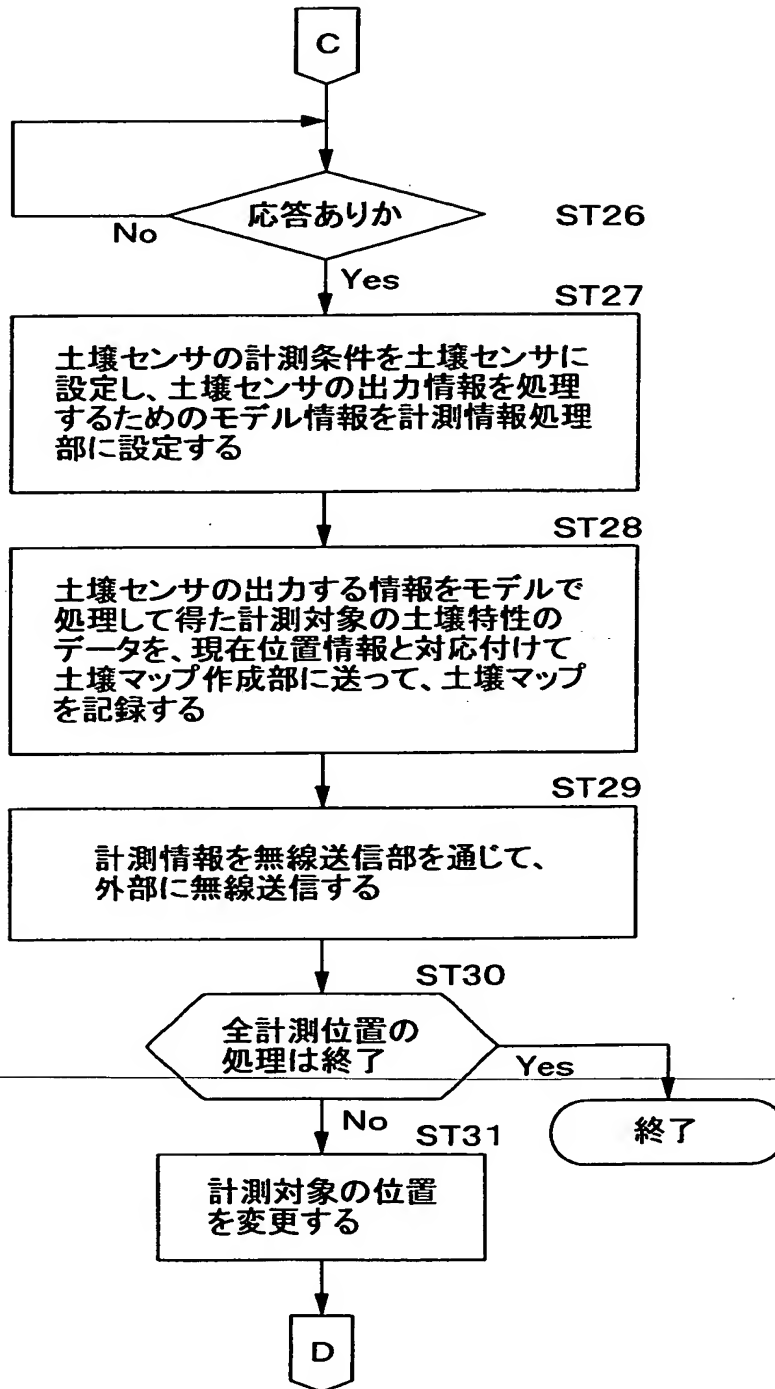 C
応答ありか
ST26
No
Yes
ST27
土壌センサの計測条件を土壌センサに
設定し、土壌センサの出力情報を処理
するためのモデル情報を計測情報処理
部に設定する
ST28
土壌センサの出力する情報をモデルで
処理して得た計測対象の土壌特性の
データを、現在位置情報と対応付けて
土壌マップ作成部に送って、土壌マップ
を記録する
ST29
計測情報を無線送信部を通じて、
外部に無線送信する
ST30
全計測位置の
処理は終了
Yes
終了
No
ST31
計測対象の位置
を変更する
D